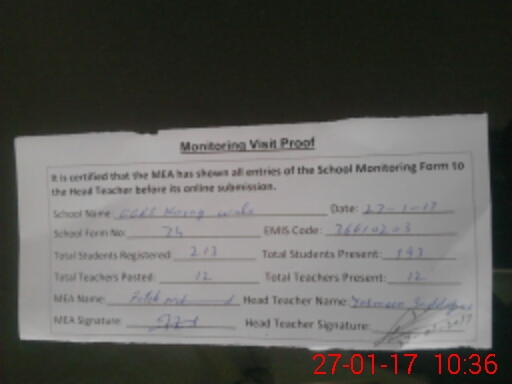 Monitoring Visit Proof
It is certified that the MEA has shown all entries of the School Monitoring Form to
the Head Teacher before its online submission.
School Name: Date: 27-1-17
School Form No: 24 EMIS Code:
Total Students Registered: 213 Total Students Present: 193
Total Teachers Posted: 12 Total Teachers Present: 12
MEA Name: Head Teacher Name:
MEA Signature: Head Teacher Signature:
27-01-17 10:36